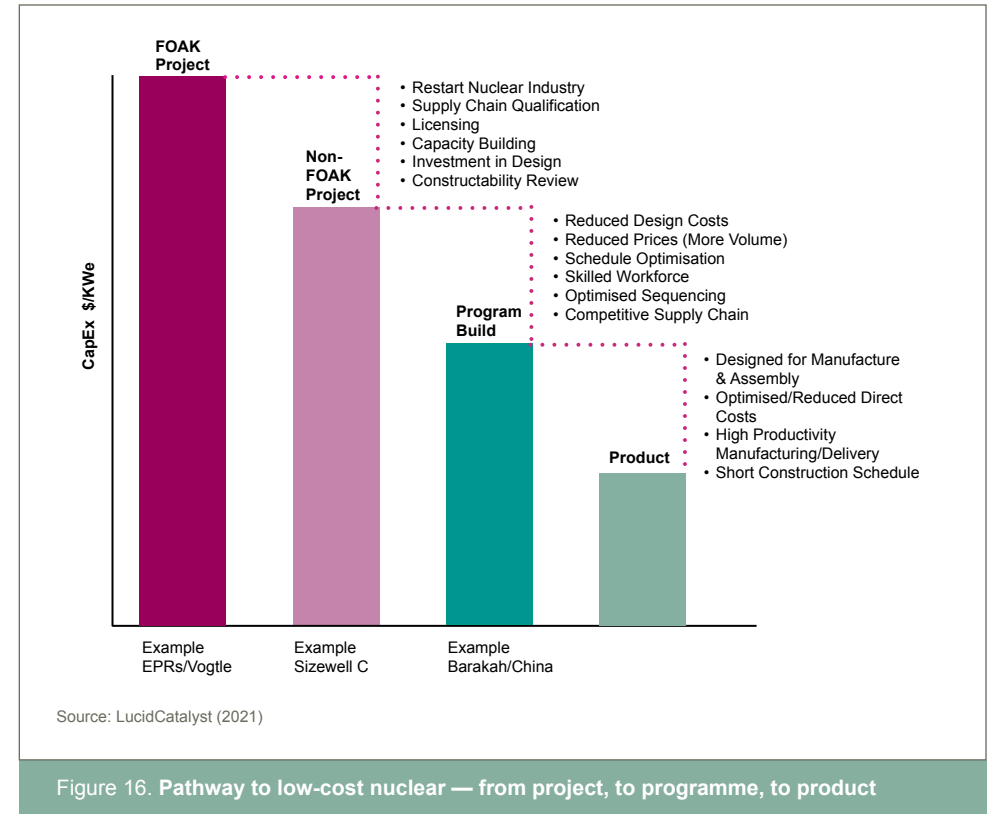 FOAK
Project
• Restart Nuclear Industry
• Supply Chain Qualification
• Licensing
• Capacity Building
• Investment in Design
• Constructability Review
Non-
FOAK
Project
• Reduced Design Costs
• Reduced Prices (More Volume)
• Schedule Optimisation
• Skilled Workforce
• Optimised Sequencing
• Competitive Supply Chain
Program
Build
• Designed for Manufacture
& Assembly
• Optimised/Reduced Direct
Costs
• High Productivity
Manufacturing/Delivery
• Short Construction Schedule
Product
CapEx $/KWe
Example
EPRs/Vogtle
Example
Sizewell C
Example
Barakah/China
Source: LucidCatalyst (2021)
Figure 16. Pathway to low-cost nuclear — from project, to programme, to product